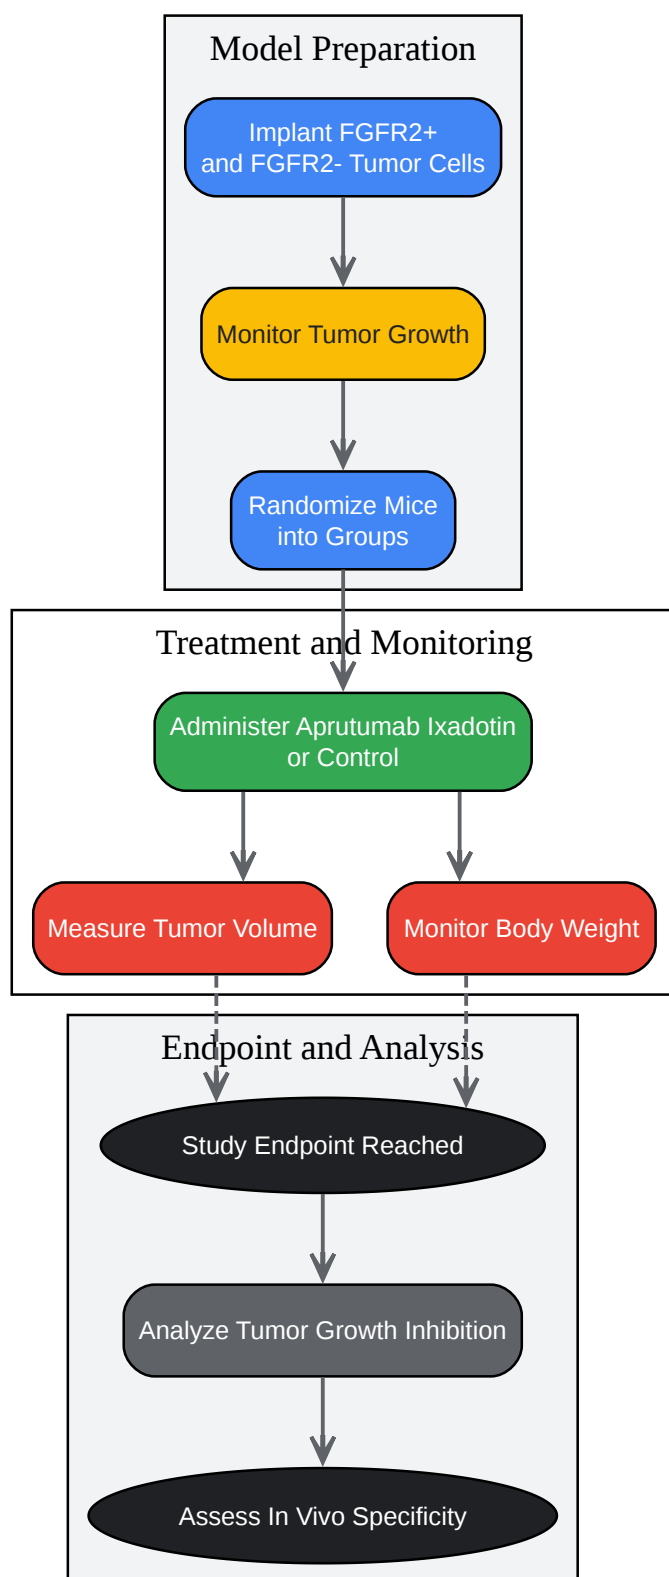 Model Preparation
Implant FGFR2+
and FGFR2- Tumor Cells
Monitor Tumor Growth
Randomize Mice
into Groups
Treatment and Monitoring
Administer Aprutumab Ixadotin
or Control
Measure Tumor Volume
Monitor Body Weight
Endpoint and Analysis
Study Endpoint Reached
Analyze Tumor Growth Inhibition
Assess In Vivo Specificity